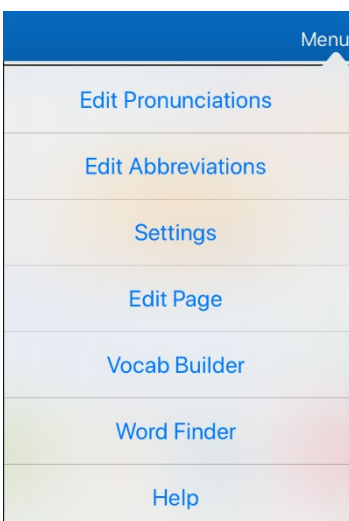 Menu
Edit Pronunciations
Edit Abbreviations
Settings
Edit Page
Vocab Builder
Word Finder
Help